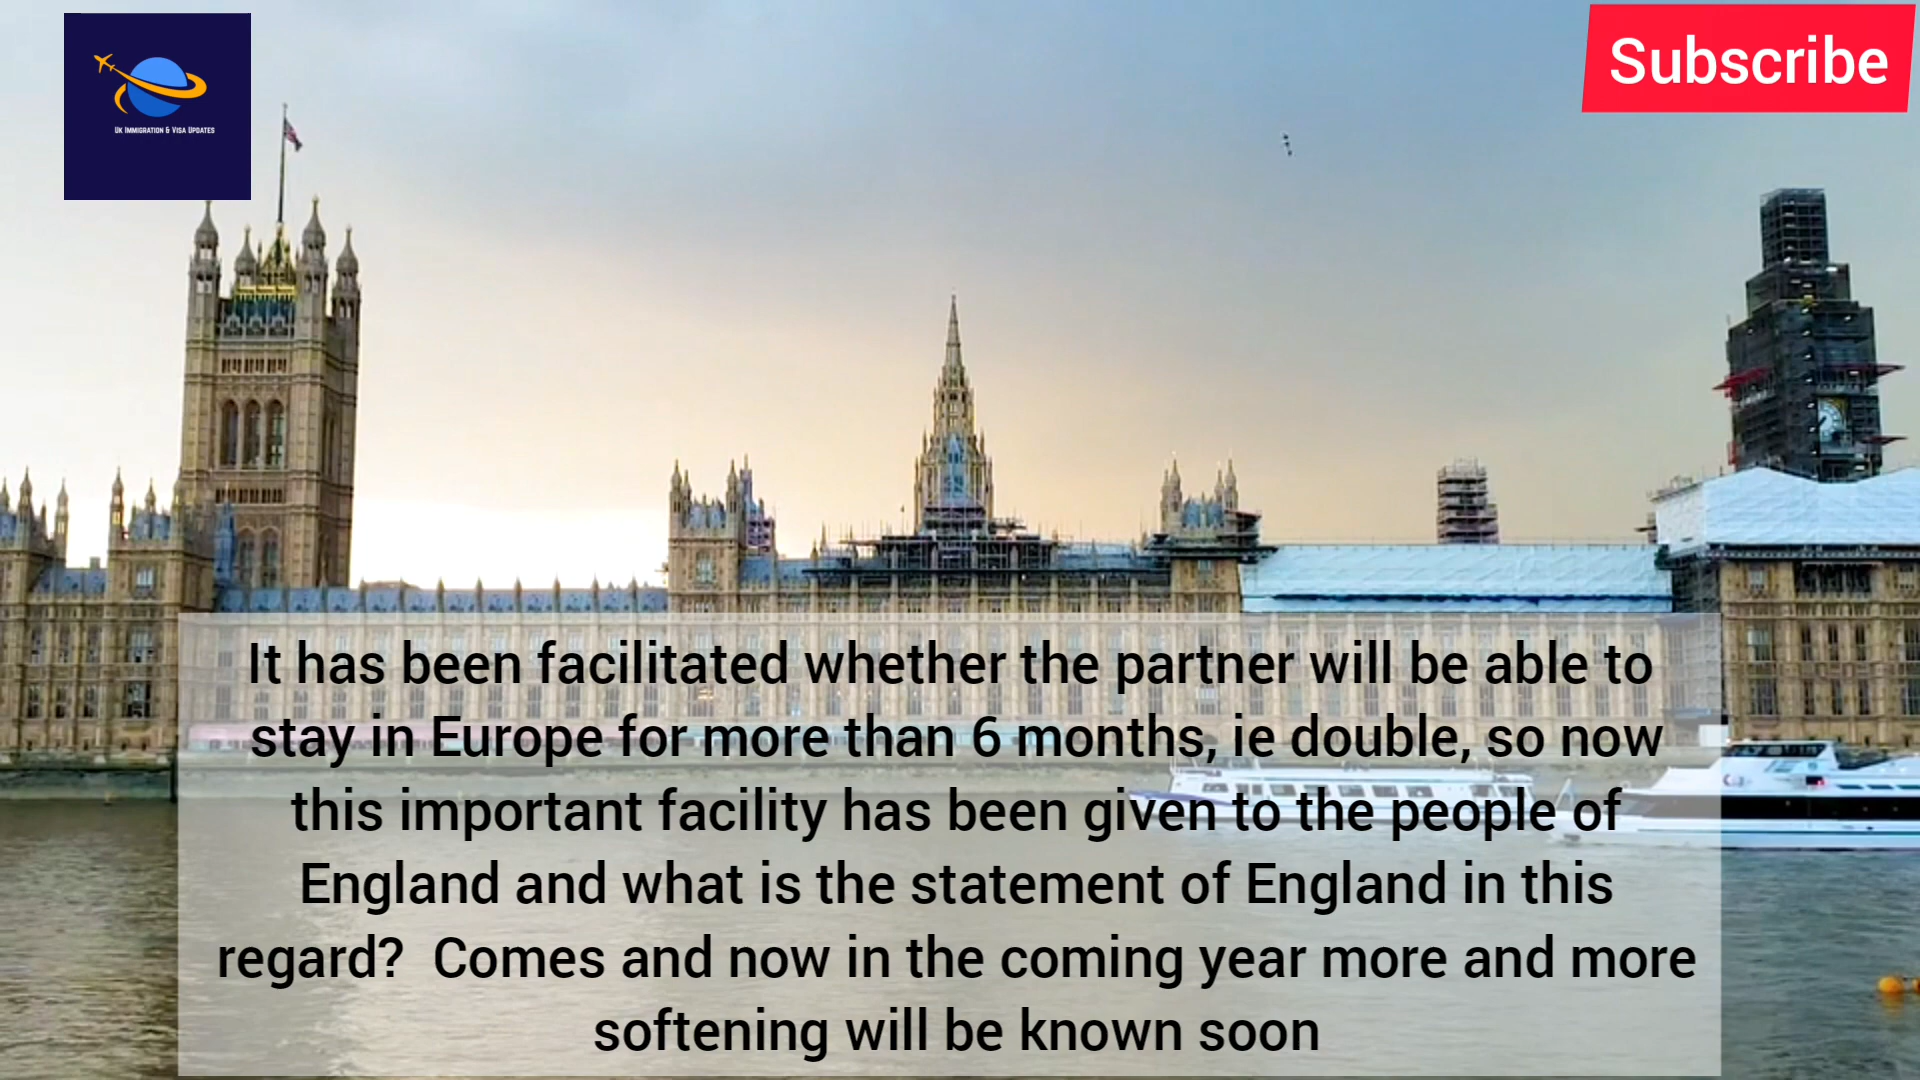 UK IMMIGRATION & VISA UPDATES
Subscribe
It has been facilitated whether the partner will be able to
stay in Europe for more than 6 months, ie double, so now
this important facility has been given to the people of
England and what is the statement of England in this
regard?  Comes and now in the coming year more and more
softening will be known soon